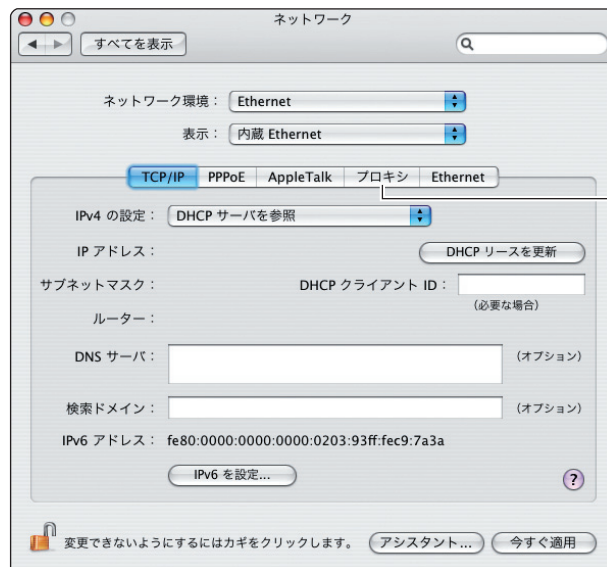 ネットワーク
すべてを表示
ネットワーク環境： Ethernet
表示： 内蔵 Ethernet
TCP/IP PPPoE AppleTalk プロキシ Ethernet
IPv4 の設定： DHCP サーバを参照
IP アドレス： DHCP リースを更新
サブネットマスク： DHCP クライアント ID：
（必要な場合）
ルーター：
DNS サーバ： （オプション）
検索ドメイン： （オプション）
IPv6 アドレス： fe80:0000:0000:0000:0203:93ff:fec9:7a3a
IPv6 を設定...
?
変更できないようにするにはカギをクリックします。 アシスタント... 今すぐ適用